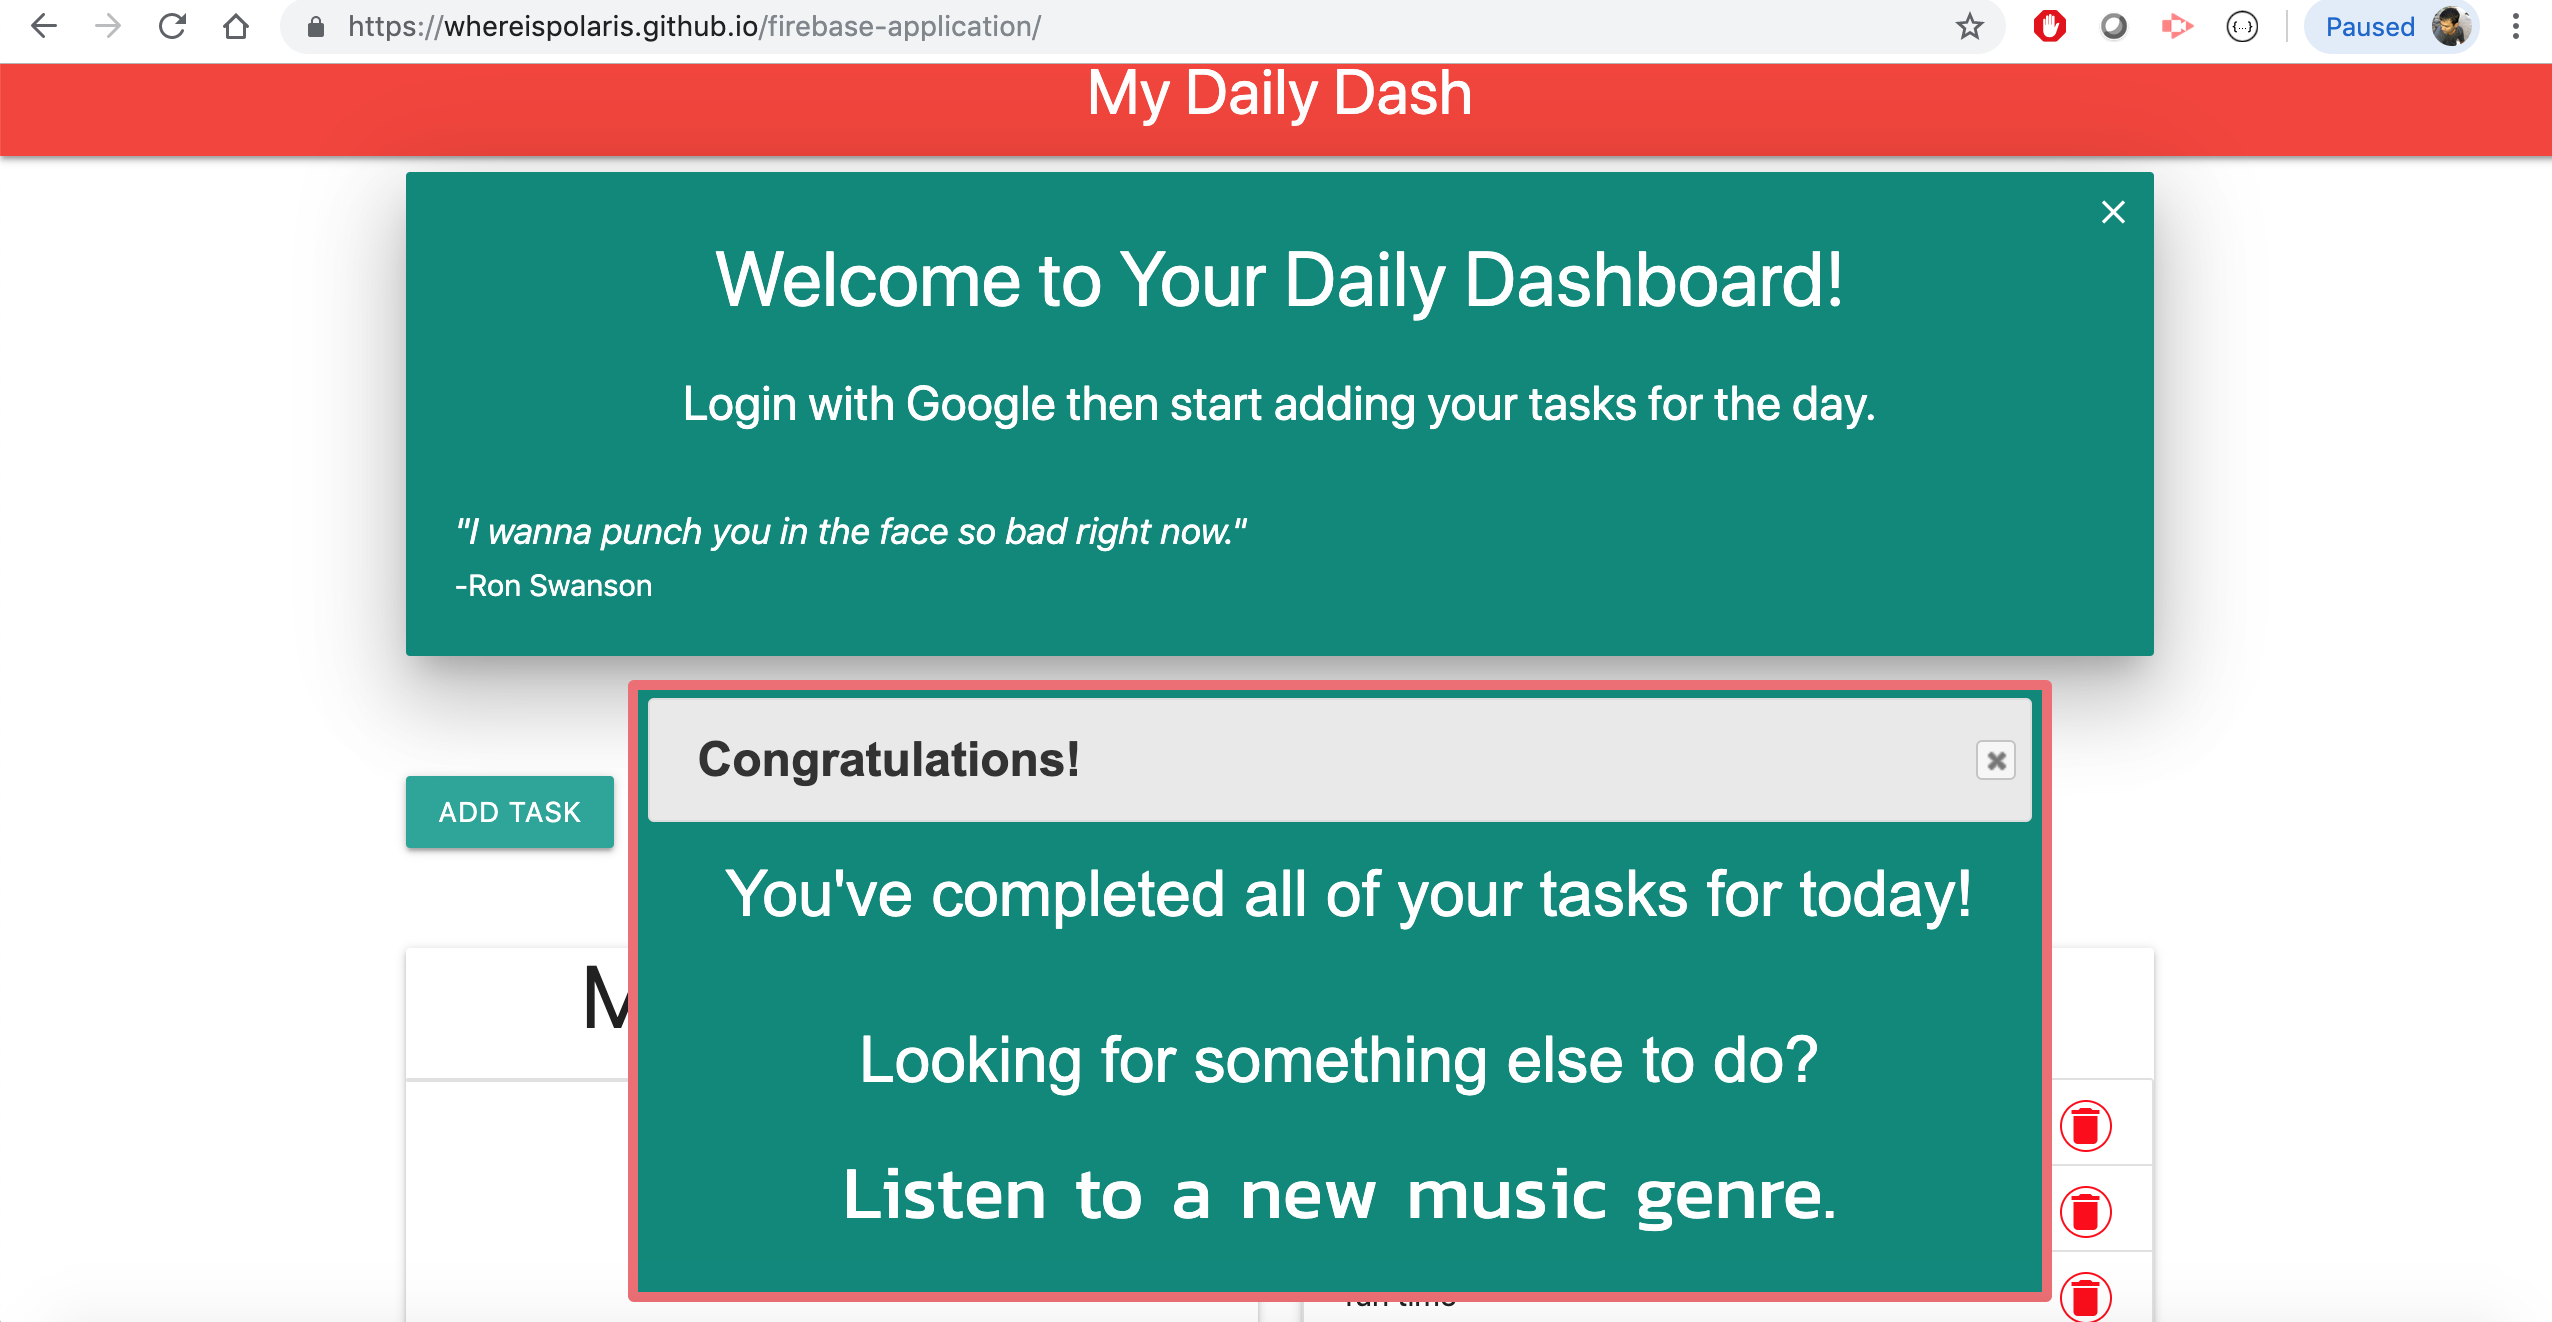 https://whereispolaris.github.io/firebase-application/
Paused
My Daily Dash
Welcome to Your Daily Dashboard!
Login with Google then start adding your tasks for the day.
"I wanna punch you in the face so bad right now."
-Ron Swanson
ADD TASK
Congratulations!
You've completed all of your tasks for today!
Looking for something else to do?
Listen to a new music genre.